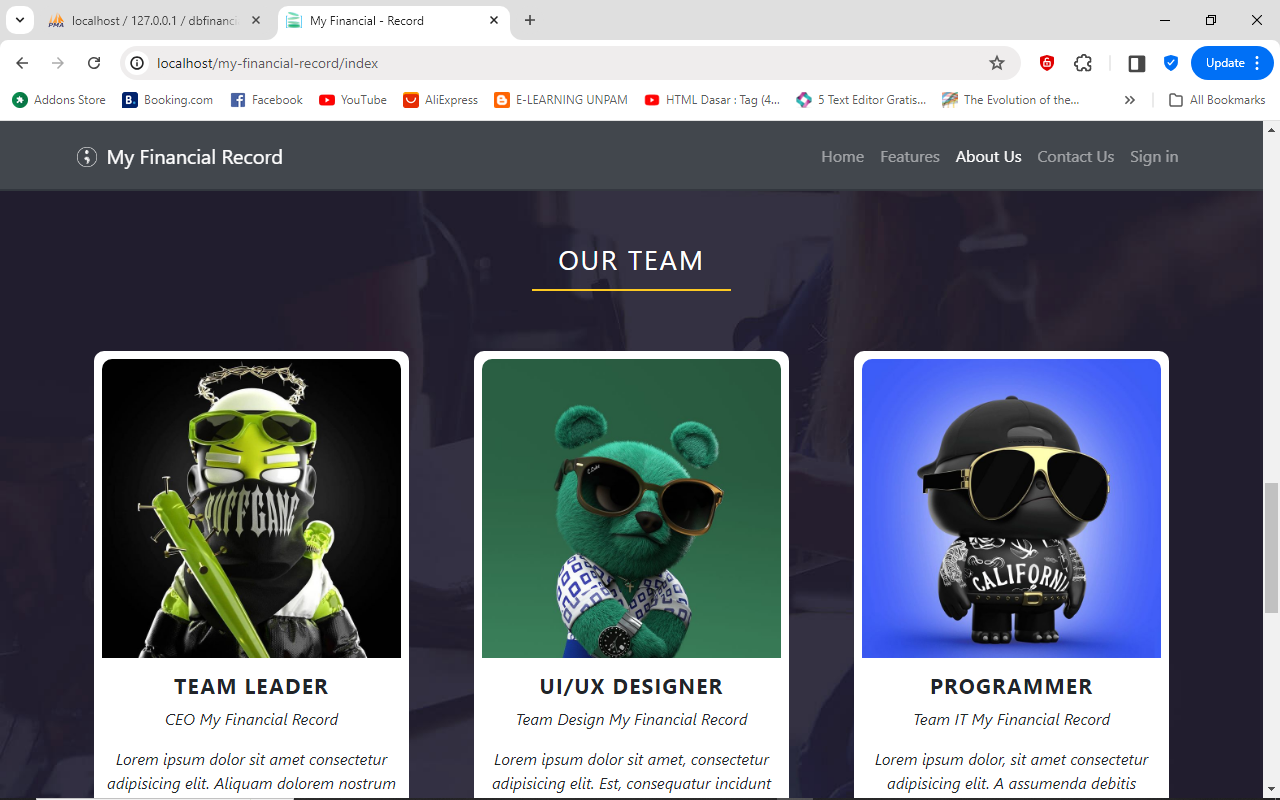 localhost / 127.0.0.1 / dbfinanci
My Financial - Record
localhost/my-financial-record/index
Update
Addons Store
Booking.com
Facebook
YouTube
AliExpress
E-LEARNING UNPAM
HTML Dasar : Tag (4...
5 Text Editor Gratis...
The Evolution of the...
All Bookmarks
My Financial Record
Home
Features
About Us
Contact Us
Sign in
OUR TEAM
CALIFORNI
TEAM LEADER
UI/UX DESIGNER
PROGRAMMER
CEO My Financial Record
Team Design My Financial Record
Team IT My Financial Record
Lorem ipsum dolor sit amet consectetur
adipisicing elit. Aliquam dolorem nostrum
Lorem ipsum dolor sit amet, consectetur
adipisicing elit. Est, consequatur incidunt
Lorem ipsum dolor, sit amet consectetur
adipisicing elit. A assumenda debitis